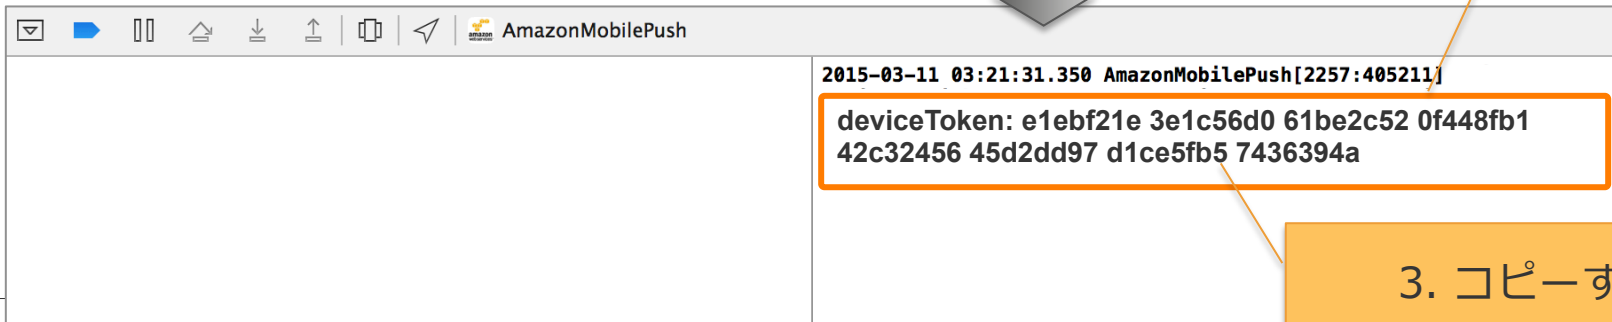 AmazonMobilePush
2015-03-11 03:21:31.350 AmazonMobilePush[2257:405211]
deviceToken: e1ebf21e 3e1c56d0 61be2c52 0f448fb1
42c32456 45d2dd97 d1ce5fb5 7436394a
3. コピーす